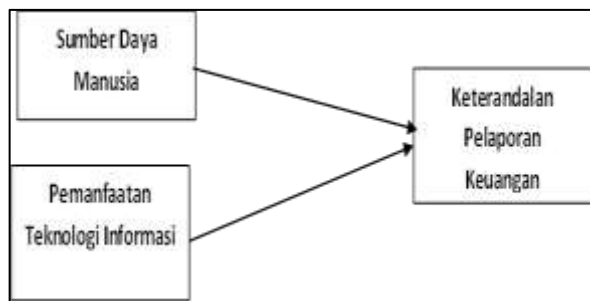 Sumber Daya
Manusia
Pemanfaatan
Teknologi Informasi
Keterandalan
Pelaporan
Keuangan